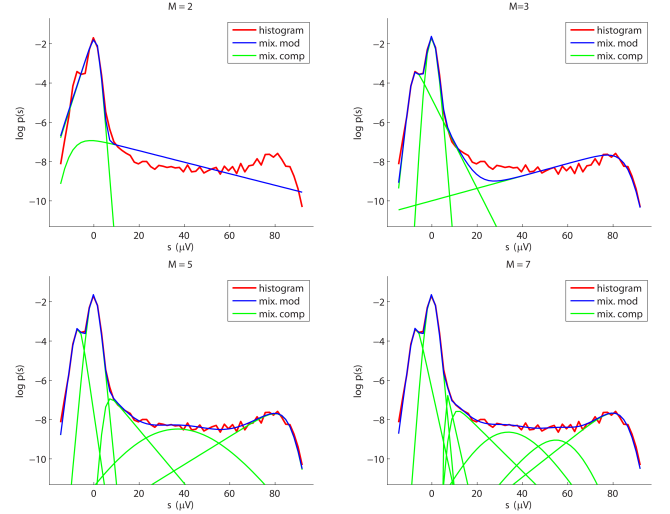 M = 2
−2
−4
−6
−8
−10
0
20
40
60
80
log p(s)
s (μV)
histogram
mix. mod
mix. comp
M=3
−2
−4
−6
−8
−10
0
20
40
60
80
log p(s)
s (μV)
histogram
mix. mod
mix. comp
M = 5
−2
−4
−6
−8
−10
0
20
40
60
80
log p(s)
s (μV)
histogram
mix. mod
mix. comp
M = 7
−2
−4
−6
−8
−10
0
20
40
60
80
log p(s)
s (μV)
histogram
mix. mod
mix. comp